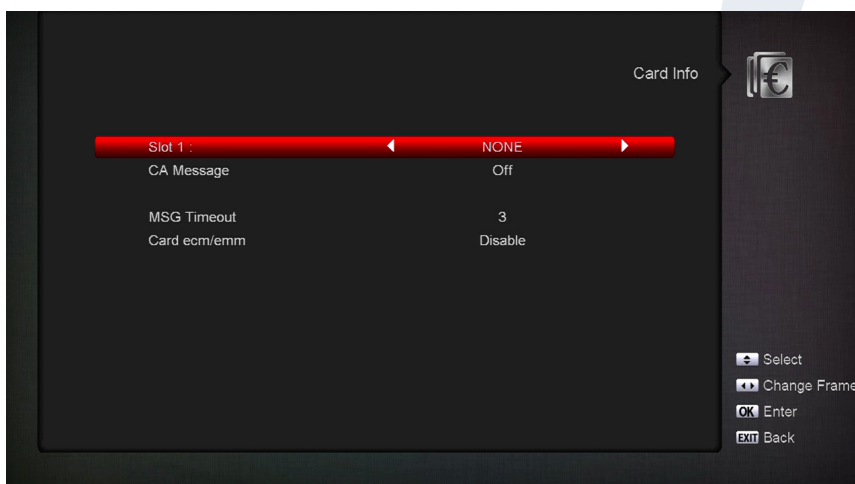 Card Info
€
Slot 1 : NONE
CA Message Off
MSG Timeout 3
Card ecm/emm Disable
Select
Change Frame
OK Enter
EXIT Back